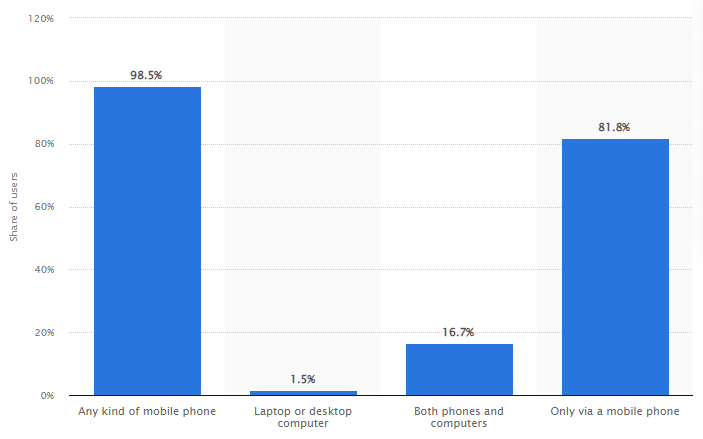 120%
100%
80%
60%
40%
20%
0%
Share of users
98.5%
1.5%
16.7%
81.8%
Any kind of mobile phone
Laptop or desktop
computer
Both phones and
computers
Only via a mobile phone